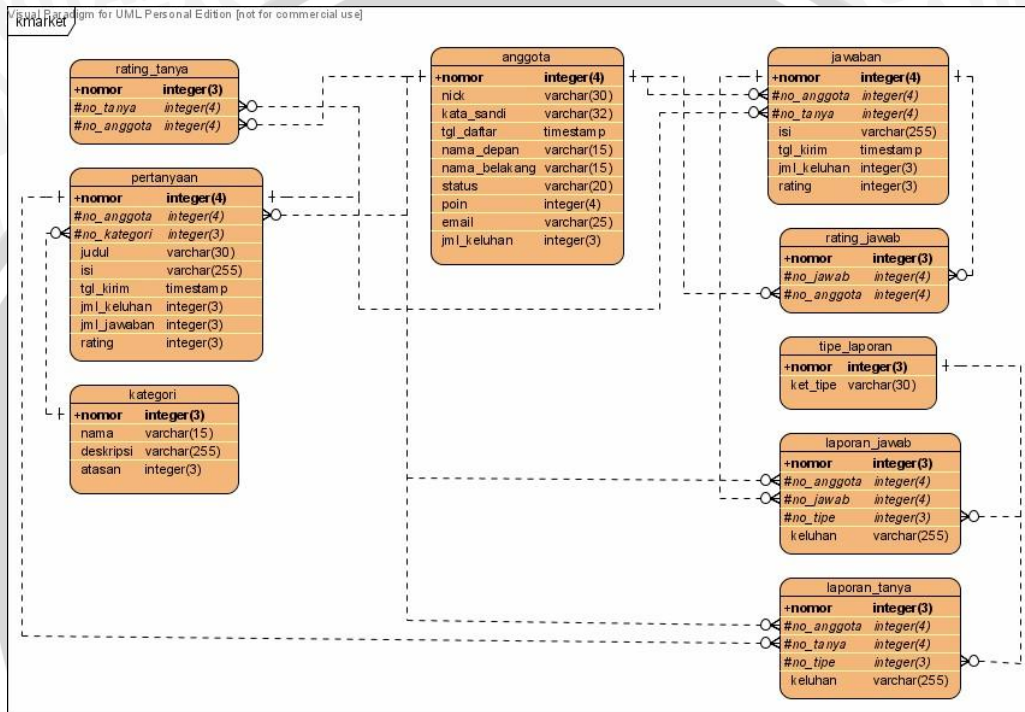 Visual Paradigm for UML Personal Edition [not for commercial use]
kmarket
rating_tanya
+nomor integer(3)
#no_tanya integer(4)
#no_anggota integer(4)
pertanyaan
+nomor integer(4)
#no_anggota integer(4)
#no_kategori integer(3)
judul varchar(30)
isi varchar(255)
tgl_kirim timestamp
jml_keluhan integer(3)
jml_jawaban integer(3)
rating integer(3)
kategori
+nomor integer(3)
nama varchar(15)
deskripsi varchar(255)
atasan integer(3)
anggota
+nomor integer(4)
nick varchar(30)
kata_sandi varchar(32)
tgl_daftar timestamp
nama_depan varchar(15)
nama_belakang varchar(15)
status varchar(20)
poin integer(4)
email varchar(25)
jml_keluhan integer(3)
jawaban
+nomor integer(4)
#no_anggota integer(4)
#no_tanya integer(4)
isi varchar(255)
tgl_kirim timestamp
jml_keluhan integer(3)
rating integer(3)
rating_jawab
+nomor integer(3)
#no_jawab integer(4)
#no_anggota integer(4)
tipe_laporan
+nomor integer(3)
ket_tipe varchar(30)
laporan_jawab
+nomor integer(3)
#no_anggota integer(4)
#no_jawab integer(4)
#no_tipe integer(3)
keluhan varchar(255)
laporan_tanya
+nomor integer(3)
#no_anggota integer(4)
#no_tanya integer(4)
#no_tipe integer(3)
keluhan varchar(255)